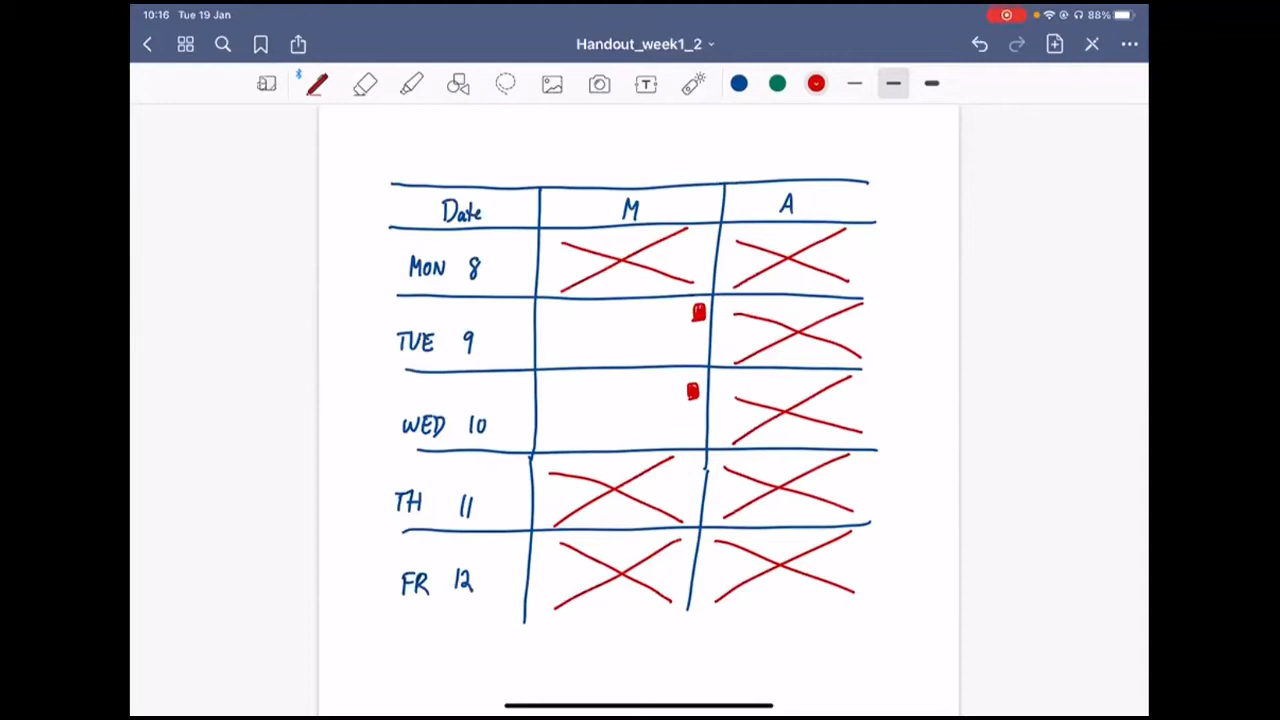 10:16 Tue 19 Jan 88%
Handout_week1_2
T
Date M A
MON 8
TUE 9
WED 10
TH 11
FR 12